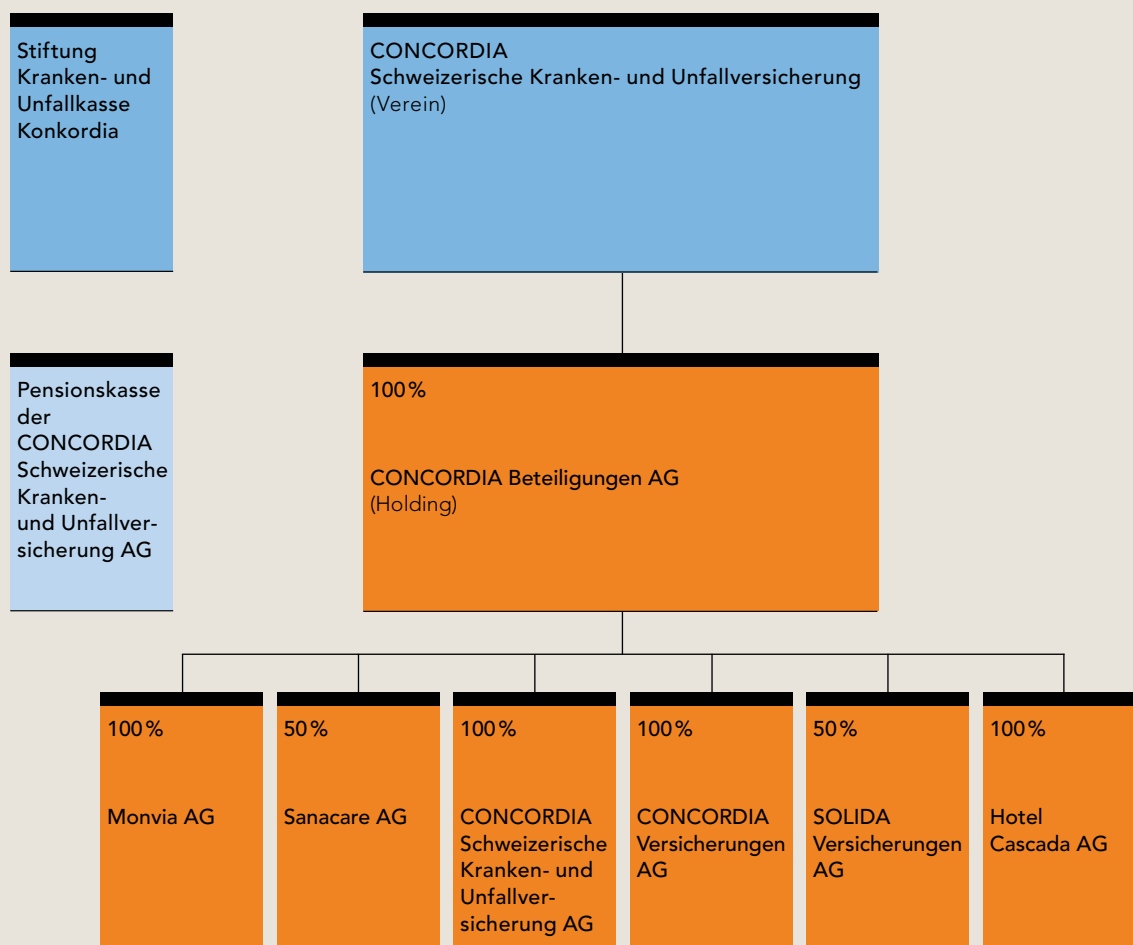 Stiftung
Kranken- und
Unfallkasse
Konkordia
CONCORDIA
Schweizerische Kranken- und Unfallversicherung
(Verein)
Pensionskasse
der
CONCORDIA
Schweizerische
Kranken-
und Unfallver-
sicherung AG
100%
CONCORDIA Beteiligungen AG
(Holding)
100%
Monvia AG
50%
Sanacare AG
100%
CONCORDIA
Schweizerische
Kranken- und
Unfallver-
sicherung AG
100%
CONCORDIA
Versicherungen
AG
50%
SOLIDA
Versicherungen
AG
100%
Hotel
Cascada AG